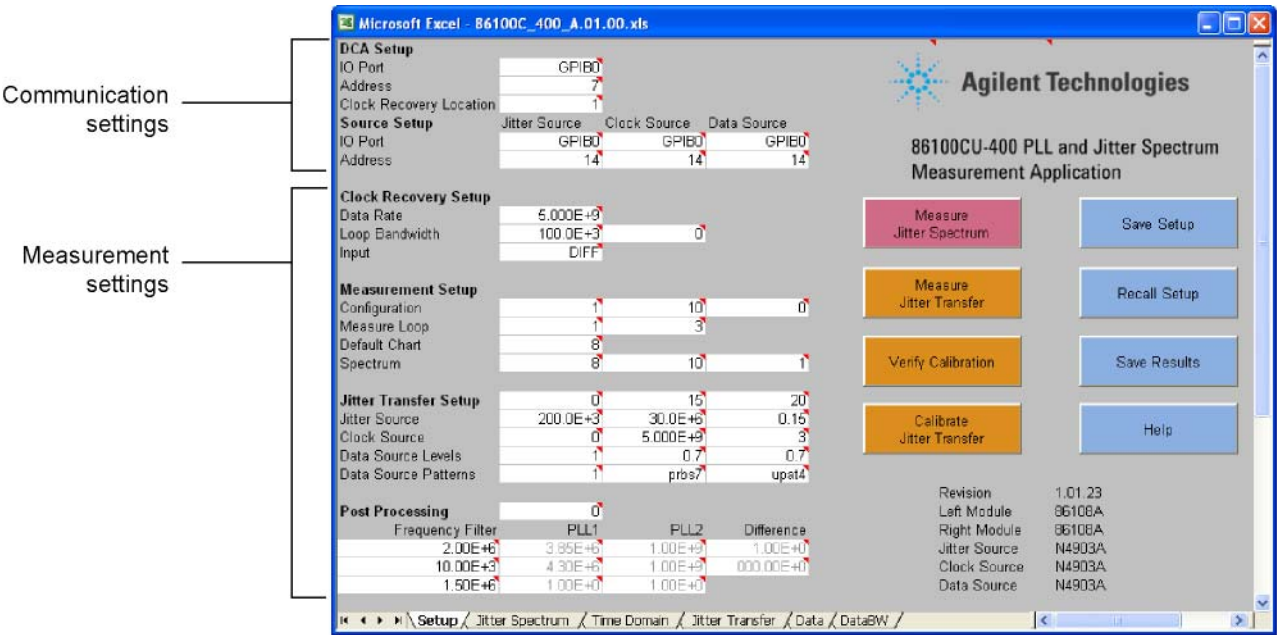 Microsoft Excel - 86100C_400_A.01.00.xls
Communication
settings
Measurement
settings
DCA Setup
IO Port GPIB0
Address 7
Clock Recovery Location 1
Source Setup Jitter Source Clock Source Data Source
IO Port GPIB0 GPIB0 GPIB0
Address 14 14 14
Clock Recovery Setup
Data Rate 5.000E+9
Loop Bandwidth 100.0E+3 0
Input DIFF
Measurement Setup
Configuration 1 10 0
Measure Loop 1 3
Default Chart 8
Spectrum 8 10 1
Jitter Transfer Setup 0 15 20
Jitter Source 200.0E+3 30.0E+6 0.15
Clock Source 0 5.000E+9 3
Data Source Levels 1 0.7 0.7
Data Source Patterns 1 prbs7 upat4
Post Processing 0
Frequency Filter PLL1 PLL2 Difference
2.00E+6 3.85E+6 1.00E+9 1.00E+0
10.00E+3 4.30E+6 1.00E+9 000.00E+0
1.50E+6 1.00E+0 1.00E+0
Agilent Technologies
86100CU-400 PLL and Jitter Spectrum
Measurement Application
Measure
Jitter Spectrum
Save Setup
Measure
Jitter Transfer
Recall Setup
Verify Calibration
Save Results
Calibrate
Jitter Transfer
Help
Revision 1.01.23
Left Module 86108A
Right Module 86108A
Jitter Source N4903A
Clock Source N4903A
Data Source N4903A
Setup Jitter Spectrum Time Domain Jitter Transfer Data DataBW